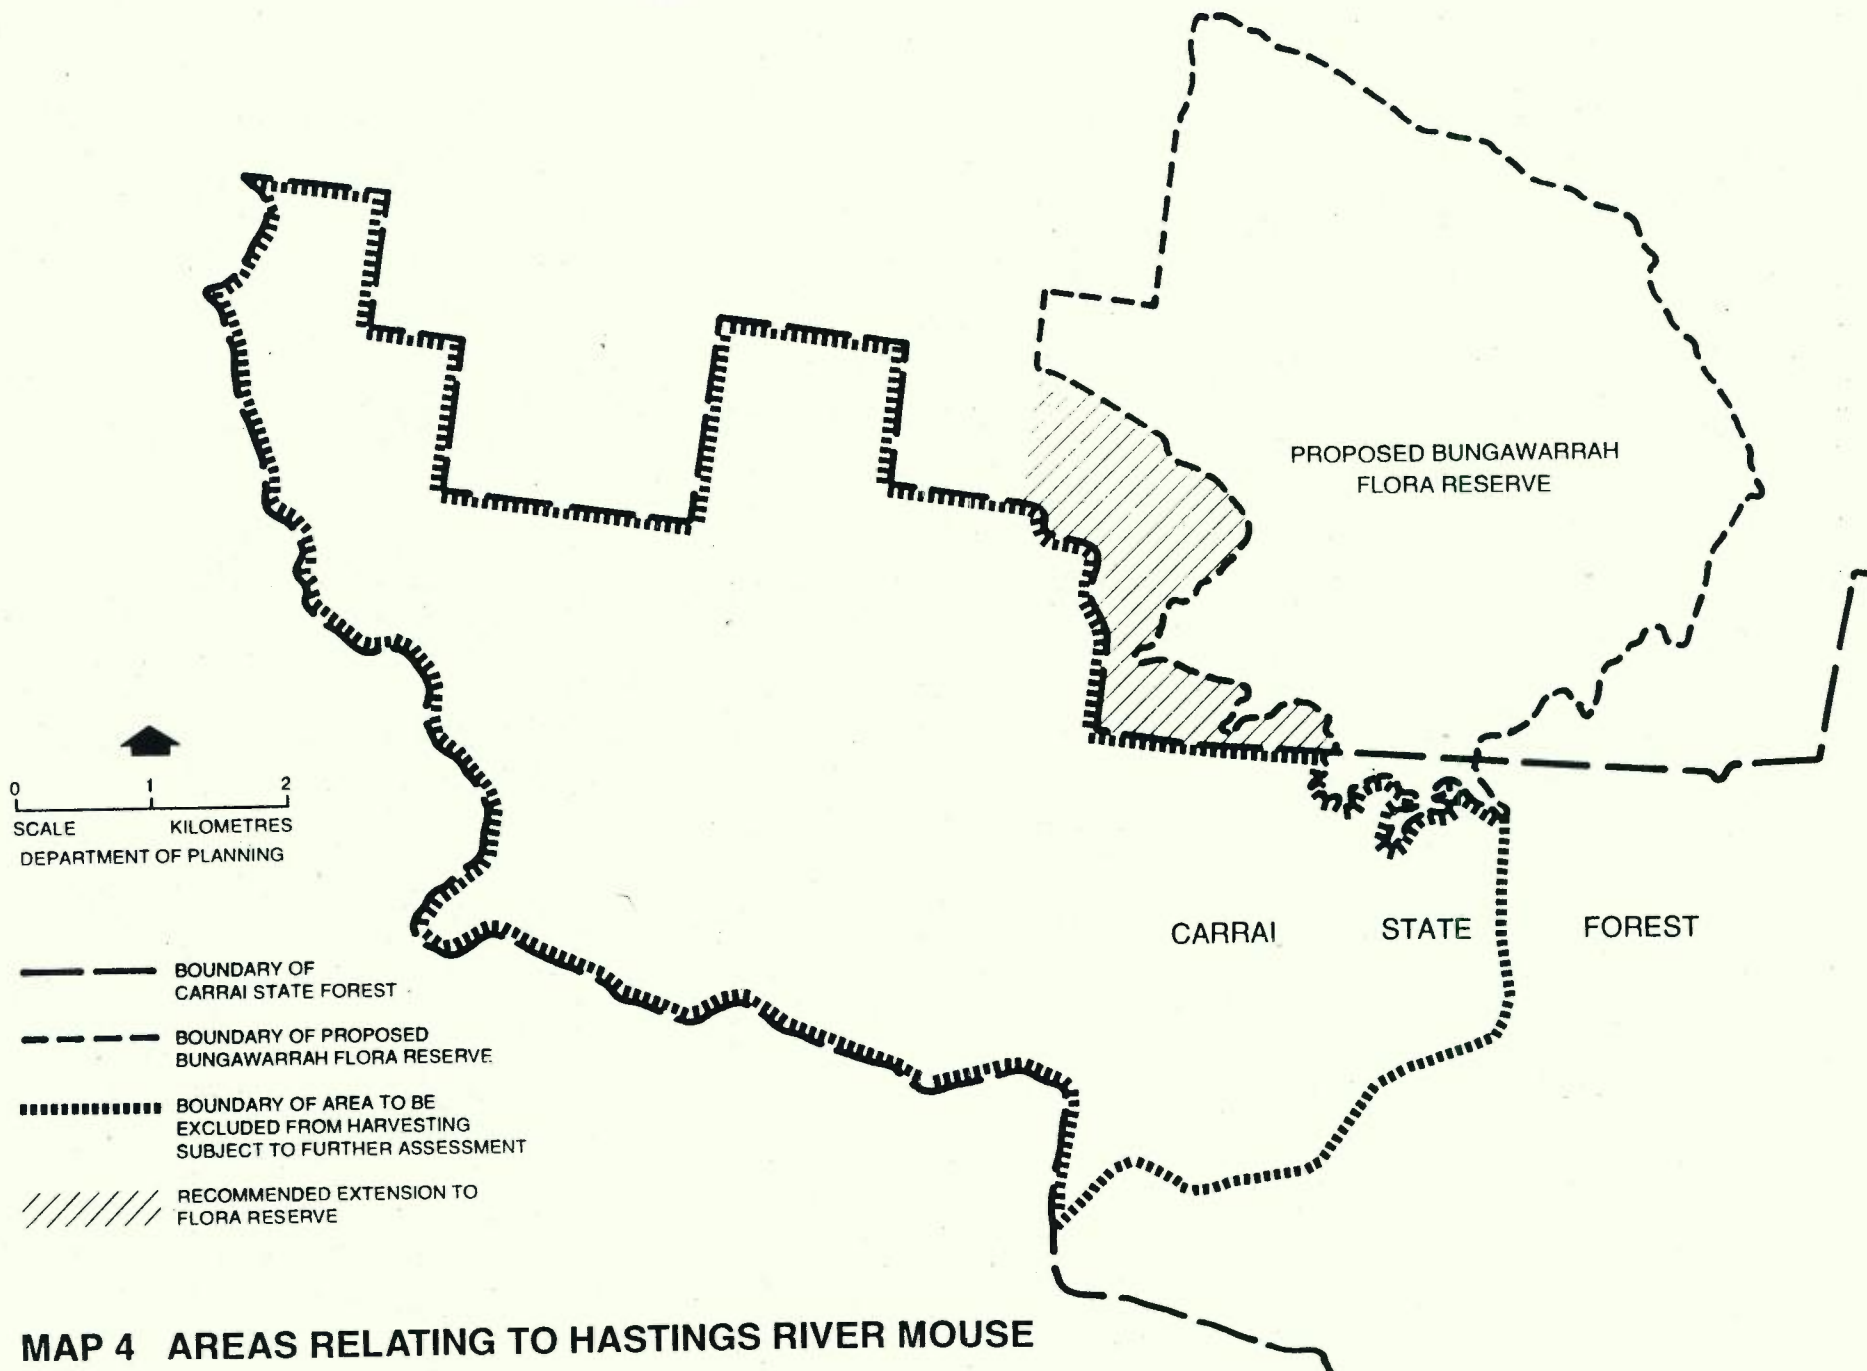 PROPOSED BUNGAWARRAH
FLORA RESERVE
0 1 2
SCALE KILOMETRES
DEPARTMENT OF PLANNING
CARRAI STATE FOREST
BOUNDARY OF
CARRAI STATE FOREST
BOUNDARY OF PROPOSED
BUNGAWARRAH FLORA RESERVE
BOUNDARY OF AREA TO BE
EXCLUDED FROM HARVESTING
SUBJECT TO FURTHER ASSESSMENT
RECOMMENDED EXTENSION TO
FLORA RESERVE
MAP 4 AREAS RELATING TO HASTINGS RIVER MOUSE